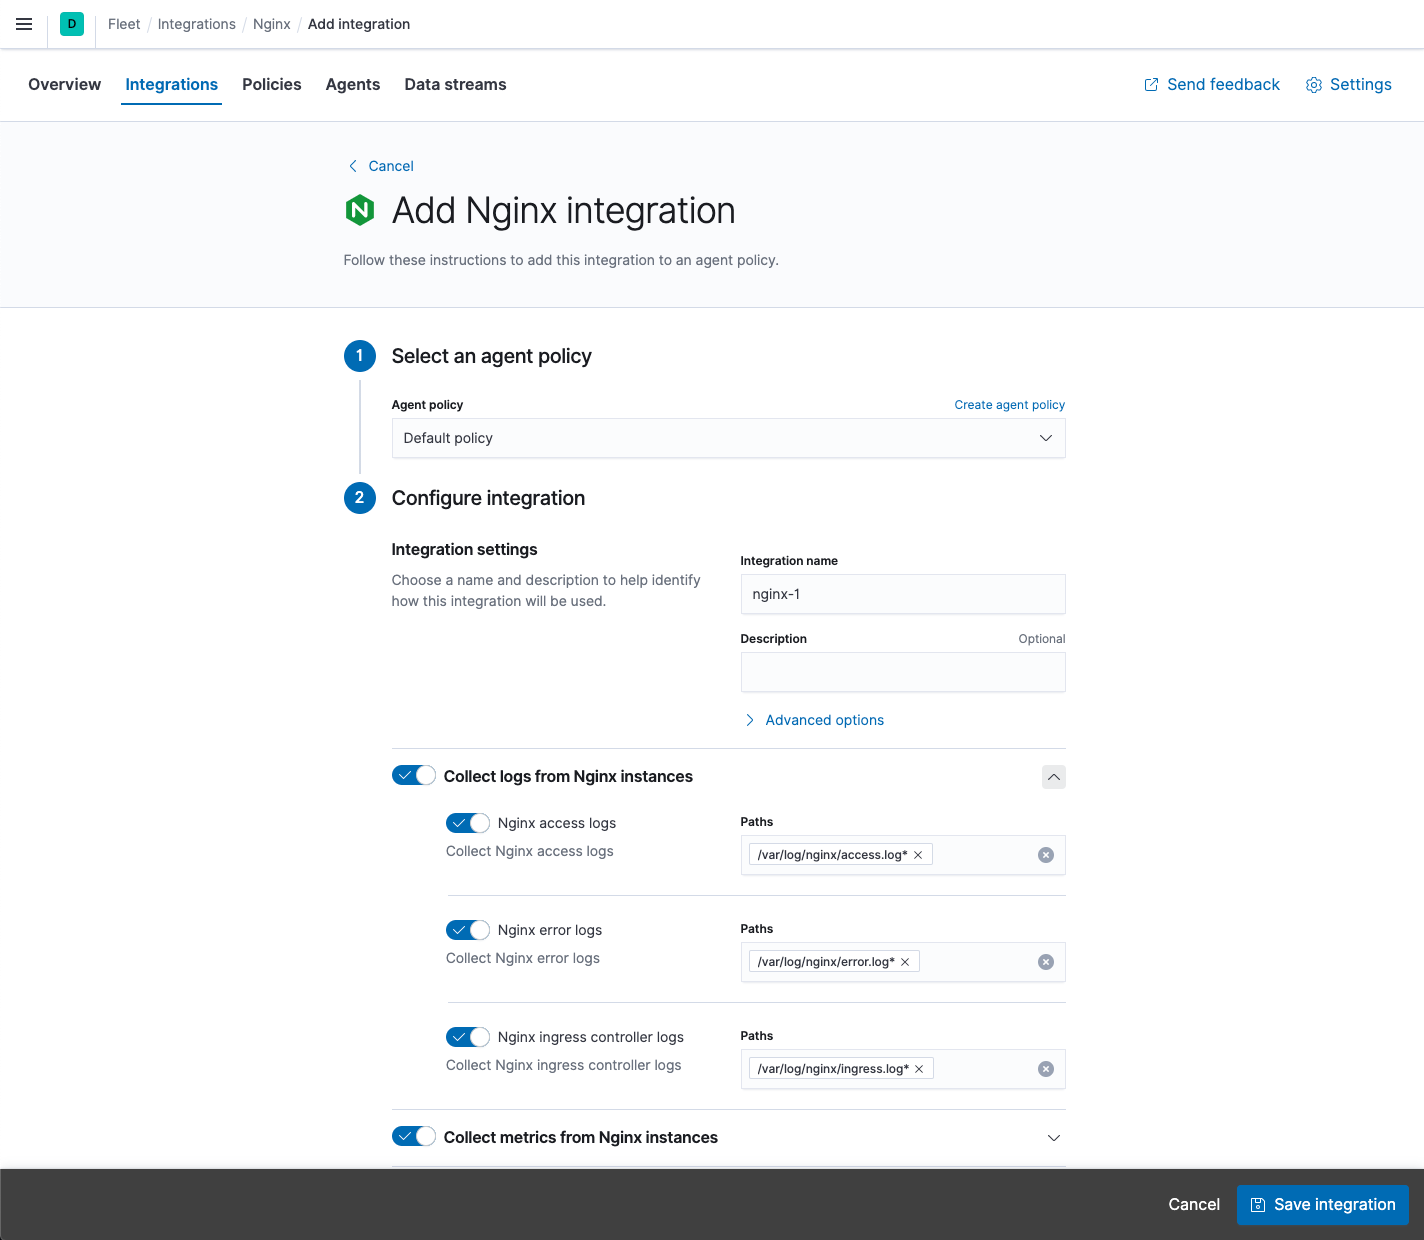 D
Fleet / Integrations / Nginx / Add integration
Overview Integrations Policies Agents Data streams Send feedback Settings
Cancel
Add Nginx integration
Follow these instructions to add this integration to an agent policy.
1 Select an agent policy
Agent policy Create agent policy
Default policy
2 Configure integration
Integration settings
Choose a name and description to help identify
how this integration will be used.
Integration name
nginx-1
Description Optional
Advanced options
Collect logs from Nginx instances
Nginx access logs
Collect Nginx access logs
Paths
/var/log/nginx/access.log*
Nginx error logs
Collect Nginx error logs
Paths
/var/log/nginx/error.log*
Nginx ingress controller logs
Collect Nginx ingress controller logs
Paths
/var/log/nginx/ingress.log*
Collect metrics from Nginx instances
Cancel Save integration